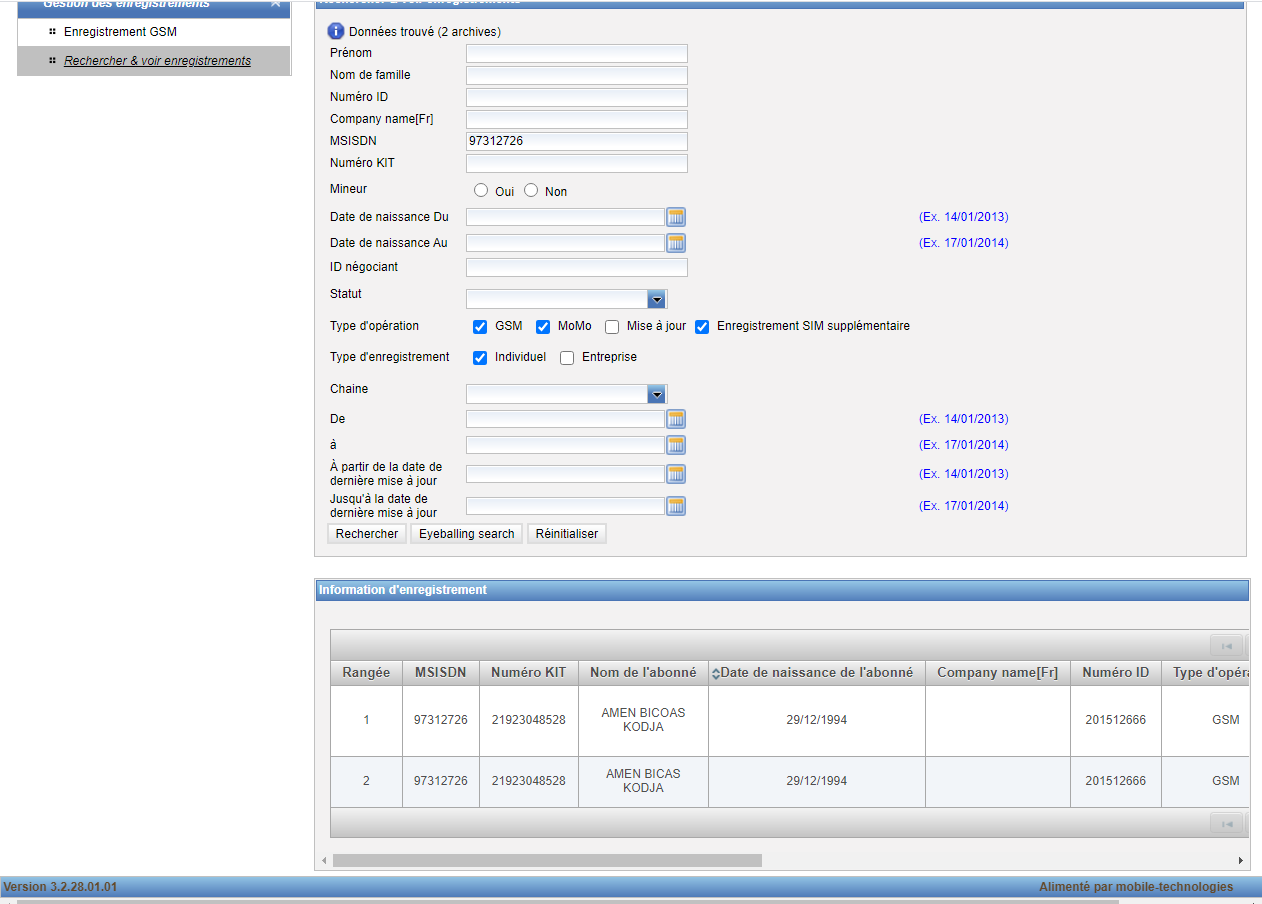 Gestion des enregistrements
Enregistrement GSM
Rechercher & voir enregistrements
Rechercher & voir enregistrements
Données trouvé (2 archives)
Prénom
Nom de famille
Numéro ID
Company name[Fr]
MSISDN 97312726
Numéro KIT
Mineur Oui Non
Date de naissance Du (Ex. 14/01/2013)
Date de naissance Au (Ex. 17/01/2014)
ID négociant
Statut
Type d'opération GSM MoMo Mise à jour Enregistrement SIM supplémentaire
Type d'enregistrement Individuel Entreprise
Chaine
De (Ex. 14/01/2013)
à (Ex. 17/01/2014)
À partir de la date de
dernière mise à jour (Ex. 14/01/2013)
Jusqu'à la date de
dernière mise à jour (Ex. 17/01/2014)
Rechercher Eyeballing search Réinitialiser
Information d'enregistrement
Rangée MSISDN Numéro KIT Nom de l'abonné Date de naissance de l'abonné Company name[Fr] Numéro ID Type d'opéra
1 97312726 21923048528 AMEN BICOAS KODJA 29/12/1994 201512666 GSM
2 97312726 21923048528 AMEN BICAS KODJA 29/12/1994 201512666 GSM
Version 3.2.28.01.01 Alimenté par mobile-technologies